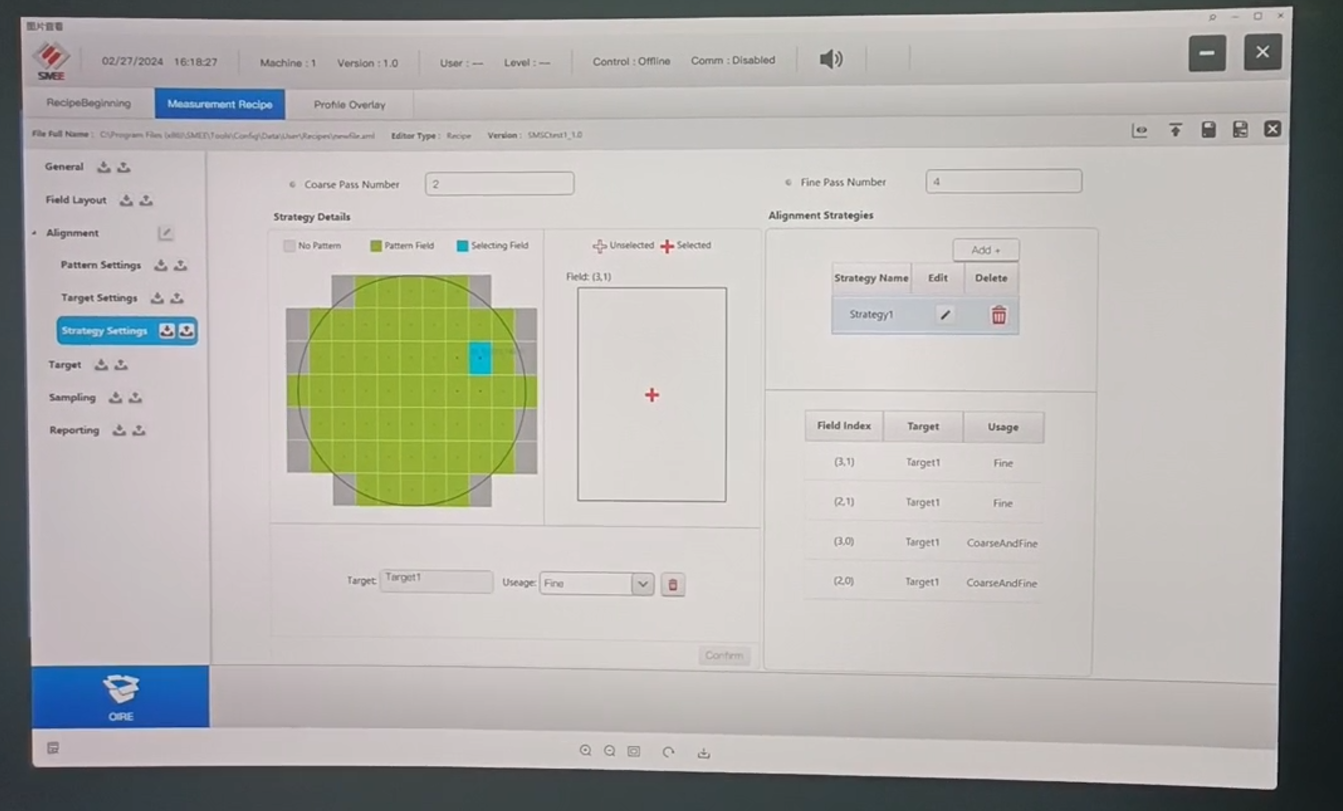 图片查看
SMEE
02/27/2024 16:18:27 Machine : 1 Version : 1.0 User : -- Level : -- Control : Offline Comm : Disabled
RecipeBeginning Measurement Recipe Profile Overlay
File Full Name : C:\Program Files (x86)\SMEE\Tools\Config\Data\User\Recipes\newfile.aml Editor Type : Recipe Version : SMSCtest1_1.0
General
Field Layout
Alignment
Pattern Settings
Target Settings
Strategy Settings
Target
Sampling
Reporting
OIRE
Coarse Pass Number 2
Fine Pass Number 4
Strategy Details
No Pattern Pattern Field Selecting Field
Unselected Selected
Field: (3,1)
Target: Target1 Useage: Fine
Confirm
Alignment Strategies
Add +
Strategy Name Edit Delete
Strategy1
Field Index Target Usage
(3,1) Target1 Fine
(2,1) Target1 Fine
(3,0) Target1 CoarseAndFine
(2,0) Target1 CoarseAndFine